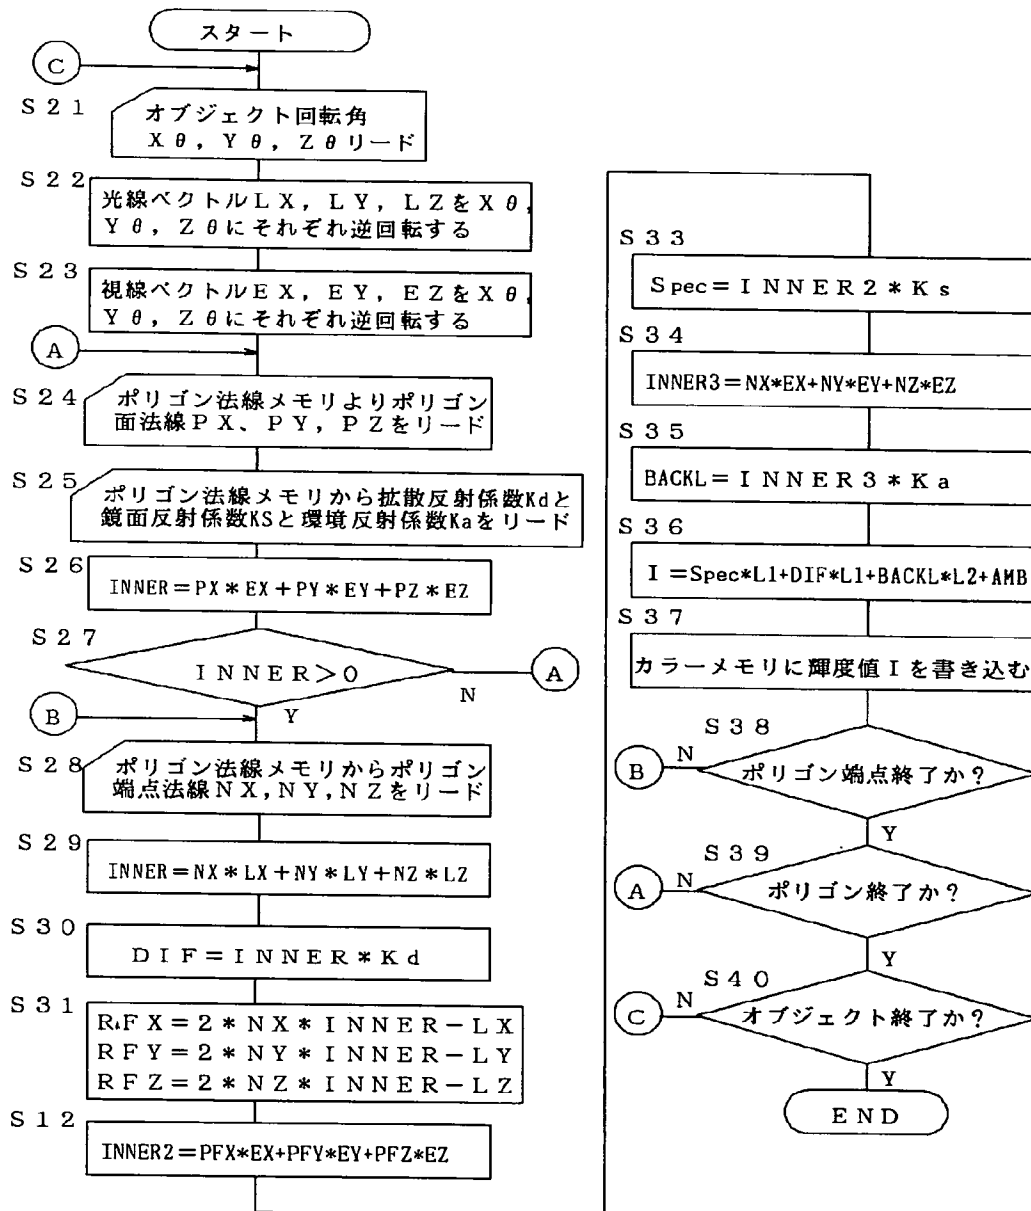 スタート
C
S21
オブジェクト回転角
Xθ, Yθ, Zθリード
S22
光線ベクトルLX, LY, LZをXθ,
Yθ, Zθにそれぞれ逆回転する
S23
視線ベクトルEX, EY, EZをXθ,
Yθ, Zθにそれぞれ逆回転する
A
S24
ポリゴン法線メモリよりポリゴン
面法線PX、PY, PZをリード
S25
ポリゴン法線メモリから拡散反射係数Kdと
鏡面反射係数KSと環境反射係数Kaをリード
S26
INNER=PX*EX+PY*EY+PZ*EZ
S27
INNER>0
N
A
Y
B
S28
ポリゴン法線メモリからポリゴン
端点法線NX,NY,NZをリード
S29
INNER=NX*LX+NY*LY+NZ*LZ
S30
DIF=INNER*Kd
S31
RFX=2*NX*INNER-LX
RFY=2*NY*INNER-LY
RFZ=2*NZ*INNER-LZ
S12
INNER2=PFX*EX+PFY*EY+PFZ*EZ
S33
Spec=INNER2*Ks
S34
INNER3=NX*EX+NY*EY+NZ*EZ
S35
BACKL=INNER3*Ka
S36
I=Spec*L1+DIF*L1+BACKL*L2+AMB
S37
カラーメモリに輝度値Iを書き込む
S38
B
N
ポリゴン端点終了か?
Y
S39
A
N
ポリゴン終了か?
Y
S40
C
N
オブジェクト終了か?
Y
END